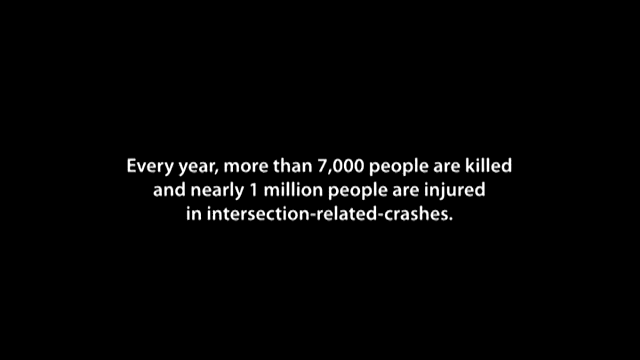 Every year, more than 7,000 people are killed
and nearly 1 million people are injured
in intersection-related-crashes.